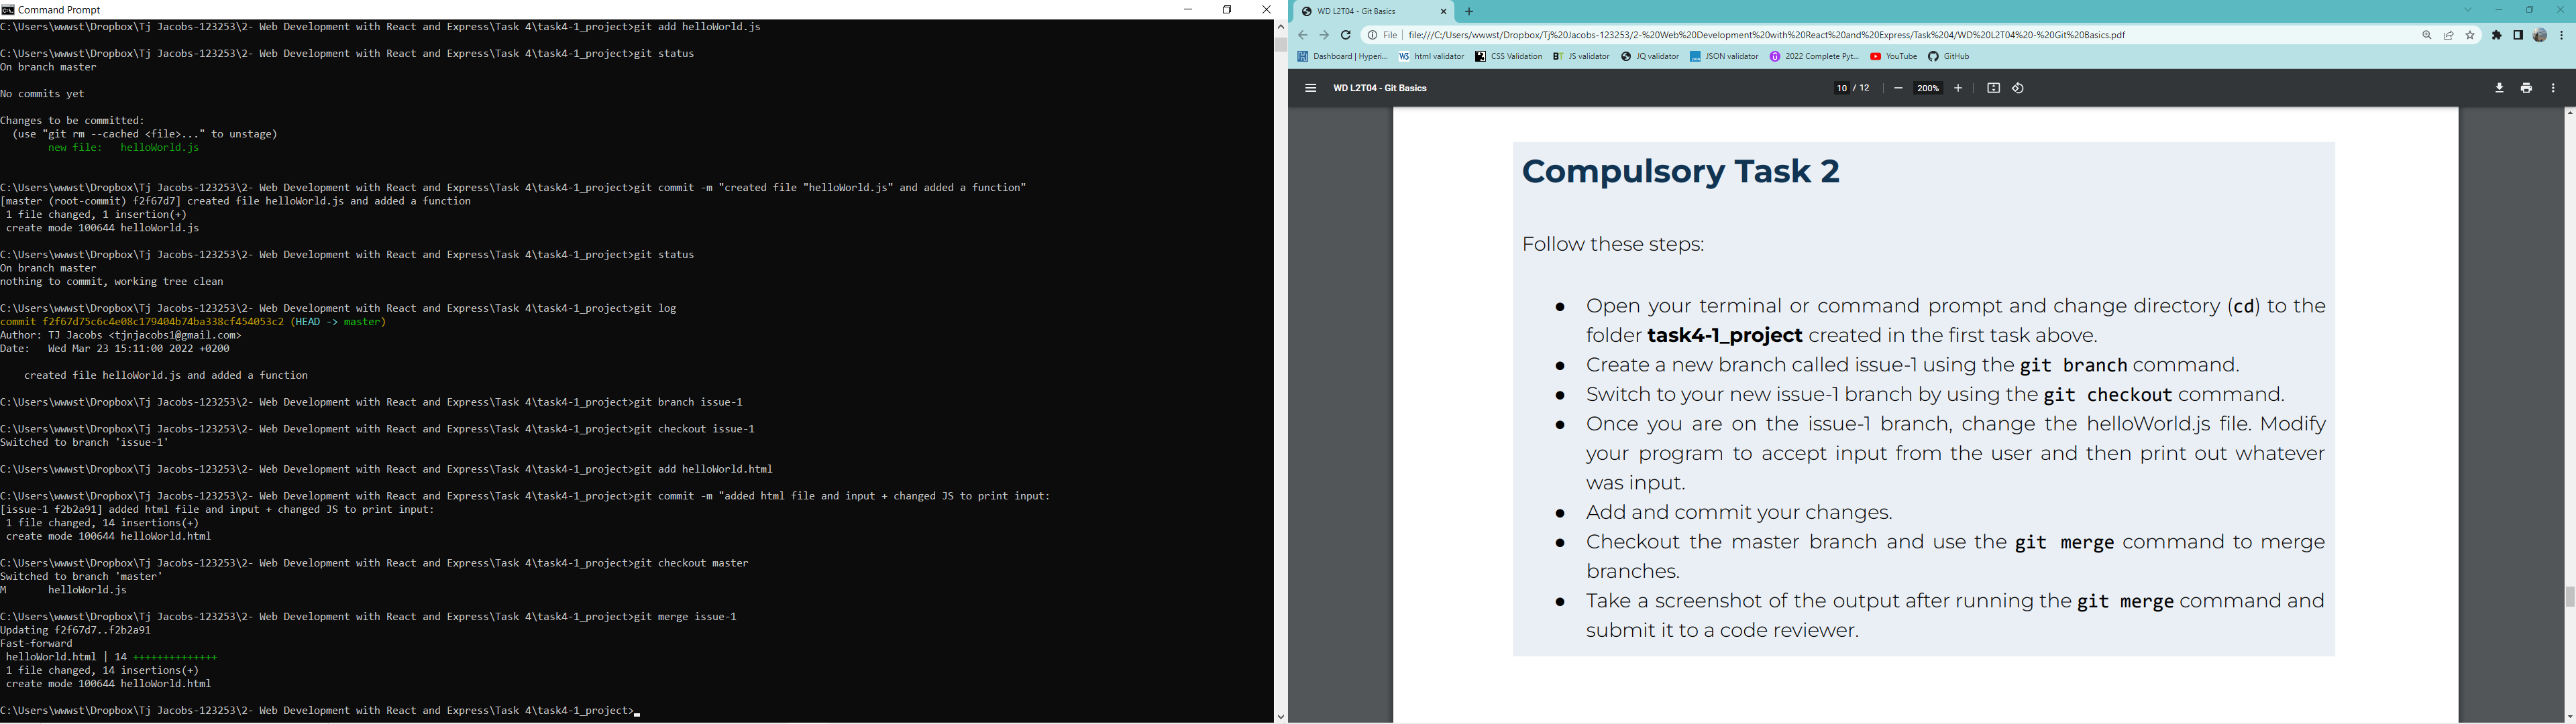 Command Prompt
C:\Users\wwwst\Dropbox\Tj Jacobs-123253\2- Web Development with React and Express\Task 4\task4-1_project>git add helloWorld.js
C:\Users\wwwst\Dropbox\Tj Jacobs-123253\2- Web Development with React and Express\Task 4\task4-1_project>git status
On branch master
No commits yet
Changes to be committed:
(use "git rm --cached <file>..." to unstage)
new file: helloWorld.js
C:\Users\wwwst\Dropbox\Tj Jacobs-123253\2- Web Development with React and Express\Task 4\task4-1_project>git commit -m "created file "helloWorld.js" and added a function"
[master (root-commit) f2f67d7] created file helloWorld.js and added a function
1 file changed, 1 insertion(+)
create mode 100644 helloWorld.js
C:\Users\wwwst\Dropbox\Tj Jacobs-123253\2- Web Development with React and Express\Task 4\task4-1_project>git status
On branch master
nothing to commit, working tree clean
C:\Users\wwwst\Dropbox\Tj Jacobs-123253\2- Web Development with React and Express\Task 4\task4-1_project>git log
commit f2f67d75c6c4e08c179404b74ba338cf454053c2 (HEAD -> master)
Author: TJ Jacobs <tjnjacobs1@gmail.com>
Date: Wed Mar 23 15:11:00 2022 +0200
created file helloWorld.js and added a function
C:\Users\wwwst\Dropbox\Tj Jacobs-123253\2- Web Development with React and Express\Task 4\task4-1_project>git branch issue-1
C:\Users\wwwst\Dropbox\Tj Jacobs-123253\2- Web Development with React and Express\Task 4\task4-1_project>git checkout issue-1
Switched to branch 'issue-1'
C:\Users\wwwst\Dropbox\Tj Jacobs-123253\2- Web Development with React and Express\Task 4\task4-1_project>git add helloWorld.html
C:\Users\wwwst\Dropbox\Tj Jacobs-123253\2- Web Development with React and Express\Task 4\task4-1_project>git commit -m "added html file and input + changed JS to print input:
[issue-1 f2b2a91] added html file and input + changed JS to print input:
1 file changed, 14 insertions(+)
create mode 100644 helloWorld.html
C:\Users\wwwst\Dropbox\Tj Jacobs-123253\2- Web Development with React and Express\Task 4\task4-1_project>git checkout master
Switched to branch 'master'
M helloWorld.js
C:\Users\wwwst\Dropbox\Tj Jacobs-123253\2- Web Development with React and Express\Task 4\task4-1_project>git merge issue-1
Updating f2f67d7..f2b2a91
Fast-forward
helloWorld.html | 14 ++++++++++++++
1 file changed, 14 insertions(+)
create mode 100644 helloWorld.html
C:\Users\wwwst\Dropbox\Tj Jacobs-123253\2- Web Development with React and Express\Task 4\task4-1_project>
WD L2T04 - Git Basics
File | file:///C:/Users/wwwst/Dropbox/Tj%20Jacobs-123253/2-%20Web%20Development%20with%20React%20and%20Express/Task%204/WD%20L2T04%20-%20Git%20Basics.pdf
Dashboard | Hyperi... html validator CSS Validation JS validator JQ validator JSON validator 2022 Complete Pyt... YouTube GitHub
WD L2T04 - Git Basics 10 / 12 200%
Compulsory Task 2
Follow these steps:
● Open your terminal or command prompt and change directory (cd) to the
folder task4-1_project created in the first task above.
● Create a new branch called issue-1 using the git branch command.
● Switch to your new issue-1 branch by using the git checkout command.
● Once you are on the issue-1 branch, change the helloWorld.js file. Modify
your program to accept input from the user and then print out whatever
was input.
● Add and commit your changes.
● Checkout the master branch and use the git merge command to merge
branches.
● Take a screenshot of the output after running the git merge command and
submit it to a code reviewer.